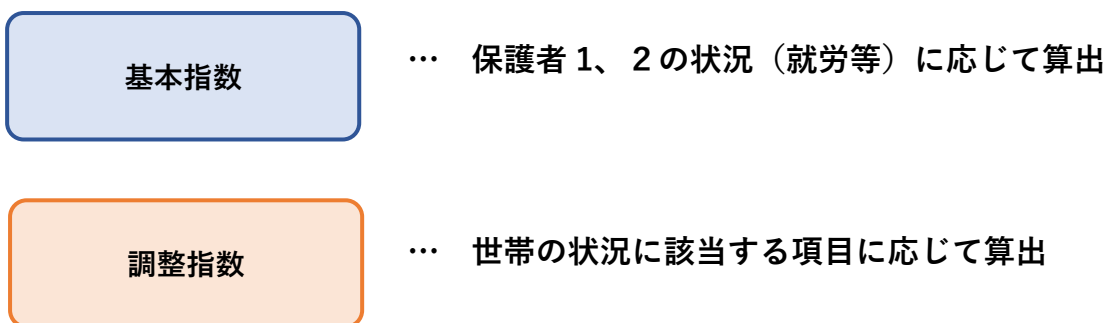 基本指数
… 保護者1、2の状況（就労等）に応じて算出
調整指数
… 世帯の状況に該当する項目に応じて算出